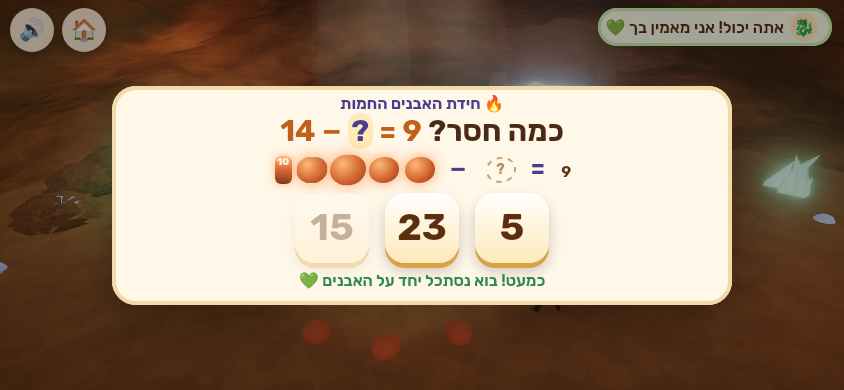 אתה יכול! אני מאמין בך 💚
🔥 חידת האבנים החמות
כמה חסר? 14 − ? = 9
10 − ? = 9
15 23 5
כמעט! בוא נסתכל יחד על האבנים 💚